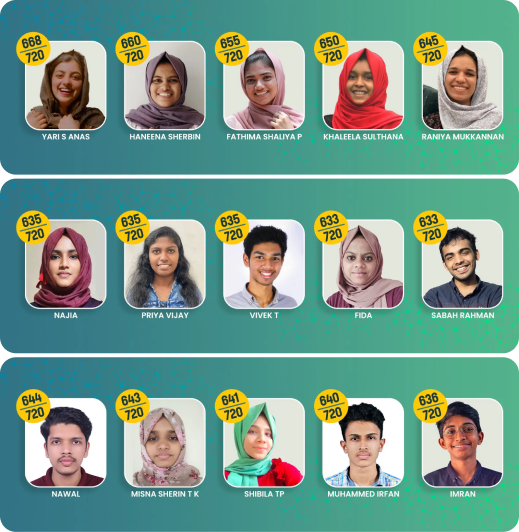 668
720
YARI S ANAS
660
720
HANEENA SHERBIN
655
720
FATHIMA SHALIYA P
650
720
KHALEELA SULTHANA
645
720
RANIYA MUKKANNAN
635
720
NAJIA
635
720
PRIYA VIJAY
635
720
VIVEK T
633
720
FIDA
633
720
SABAH RAHMAN
644
720
NAWAL
643
720
MISNA SHERIN T K
641
720
SHIBILA TP
640
720
MUHAMMED IRFAN
636
720
IMRAN